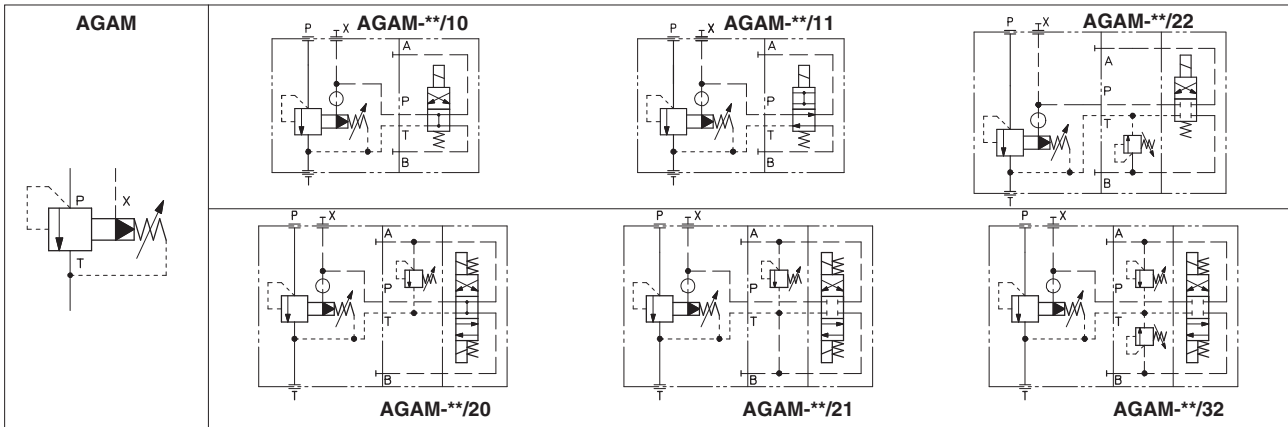 AGAM
P
X
T
AGAM-**/10
P X
A
P
T
B
T
AGAM-**/11
P X
A
P
T
B
T
AGAM-**/22
P X
A
P
T
B
T
P X
A
P
T
B
T
AGAM-**/20
P X
A
P
T
B
T
AGAM-**/21
P X
A
P
T
B
T
AGAM-**/32